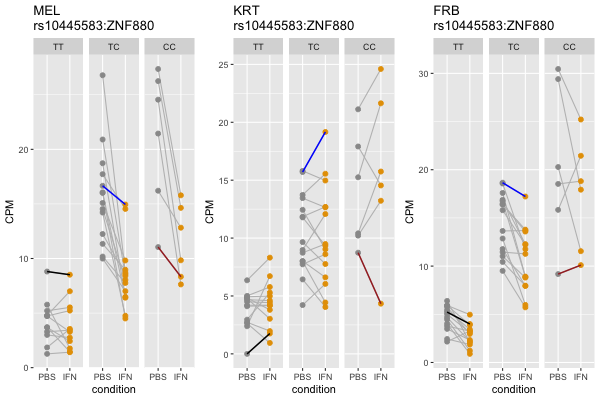 MEL
rs10445583:ZNF880
TT TC CC
CPM
20
10
0
PBS IFN PBS IFN PBS IFN
condition
KRT
rs10445583:ZNF880
TT TC CC
CPM
25
20
15
10
5
0
PBS IFN PBS IFN PBS IFN
condition
FRB
rs10445583:ZNF880
TT TC CC
CPM
30
20
10
0
PBS IFN PBS IFN PBS IFN
condition